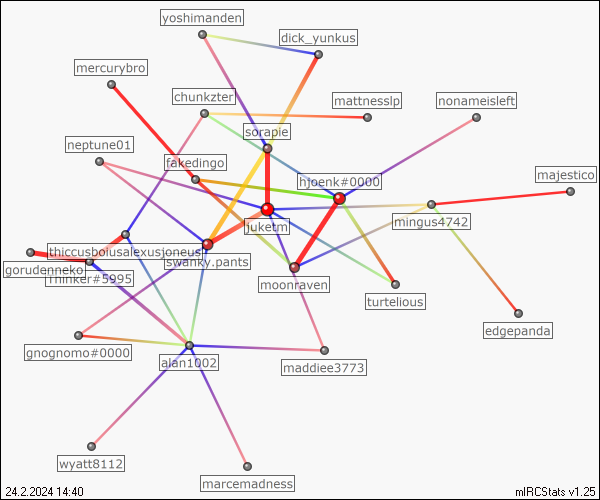 yoshimanden
dick_yunkus
mercurybro
chunkzter
mattnesslp
nonameisleft
sorapie
neptune01
fakedingo
majestico
hjoenk#0000
juketm
mingus4742
thiccusbolusalexusjoneus
swanky.pants
gorudenneko
Thinker#5995
moonraven
turtelious
edgepanda
gnognomo#0000
alan1002
maddiee3773
wyatt8112
marcemadness
24.2.2024 14:40
mIRCStats v1.25